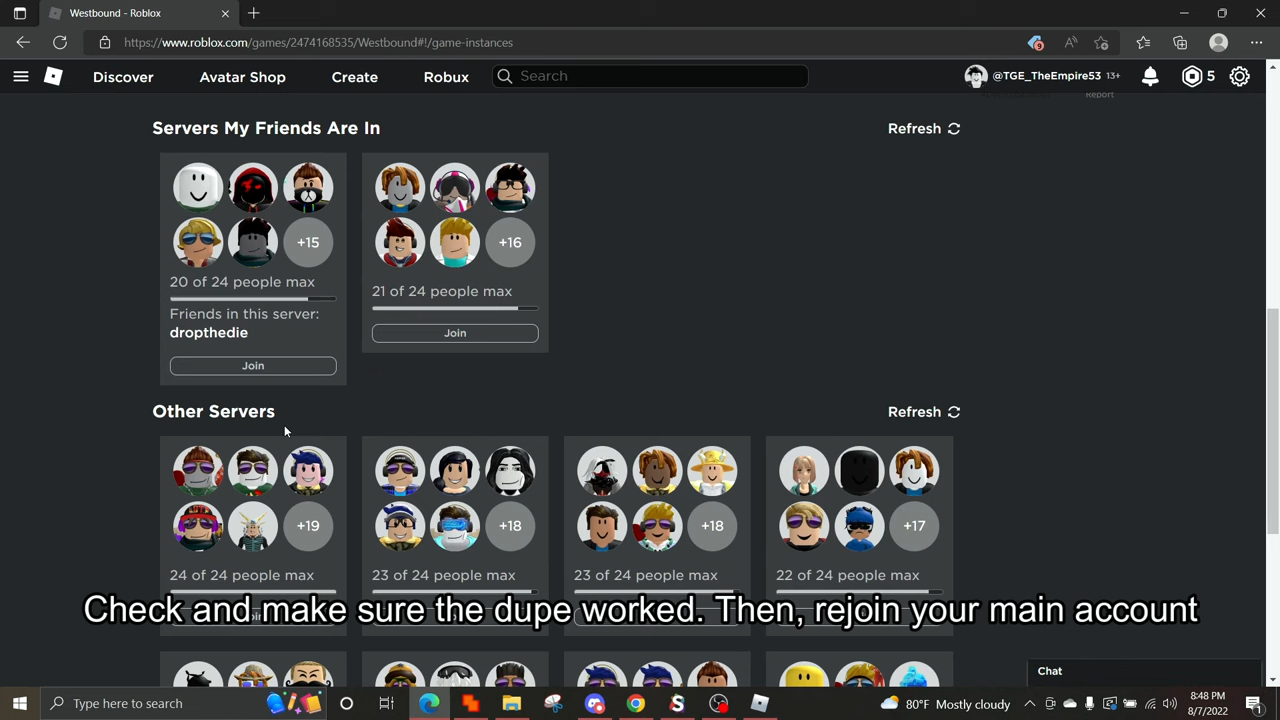 Westbound - Roblox
https://www.roblox.com/games/2474168535/Westbound#!/game-instances
9
Discover
Avatar Shop
Create
Robux
Search
@TGE_TheEmpire53 13+
5
Report
Servers My Friends Are In
Refresh
+15
+16
20 of 24 people max
21 of 24 people max
Friends in this server:
dropthedie
Join
Join
Other Servers
Refresh
+19
+18
+18
+17
24 of 24 people max
23 of 24 people max
23 of 24 people max
22 of 24 people max
Check and make sure the dupe worked. Then, rejoin your main account
Chat
Type here to search
80°F Mostly cloudy
8:48 PM
8/7/2022
1